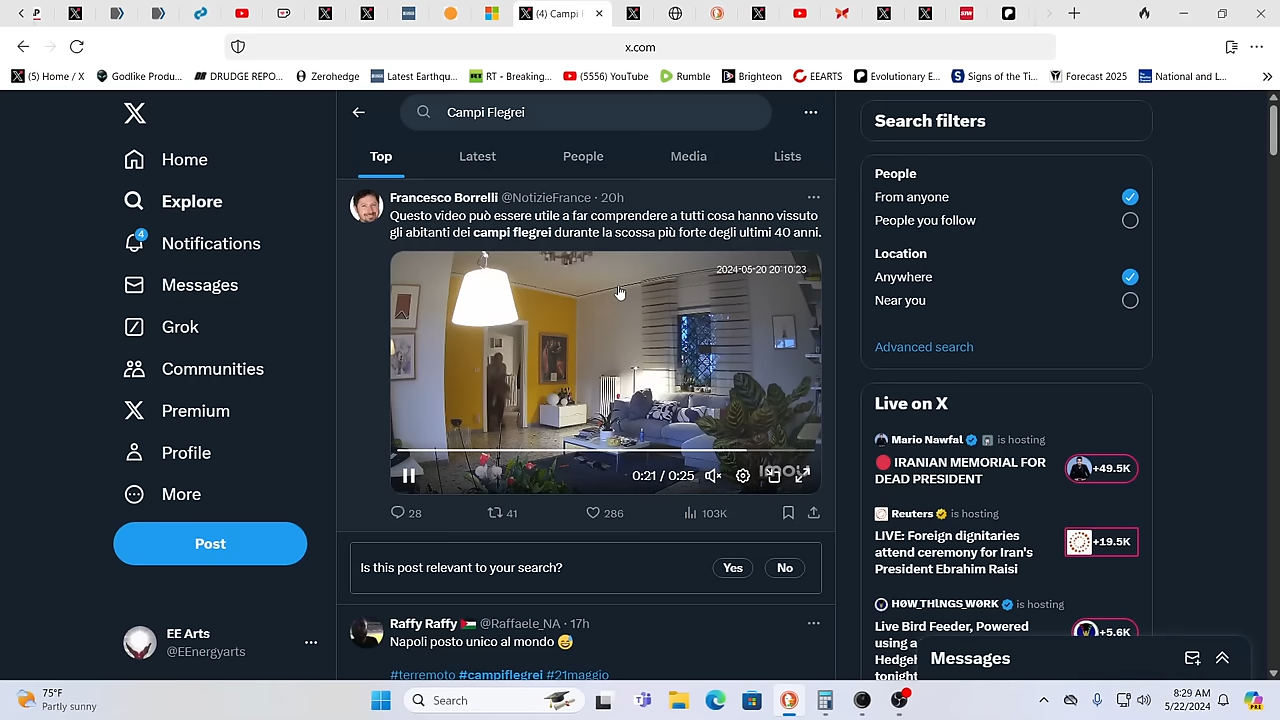 (4) Campi I
x.com
(5) Home / X
Godlike Produ...
DRUDGE REPO...
Zerohedge
Latest Earthqu...
RT - Breaking...
(5556) YouTube
Rumble
Brighteon
EEARTS
Evolutionary E...
Signs of the Ti...
Forecast 2025
National and L...
Home
Explore
4
Notifications
Messages
Grok
Communities
Premium
Profile
More
Post
EE Arts
@EEnergyarts
Campi Flegrei
Top
Latest
People
Media
Lists
Francesco Borrelli @NotizieFrance · 20h
Questo video può essere utile a far comprendere a tutti cosa hanno vissuto
gli abitanti dei campi flegrei durante la scossa più forte degli ultimi 40 anni.
2024-05-20 20:10:23
0:21 / 0:25
imou
28
41
286
103K
Is this post relevant to your search?
Yes
No
Raffy Raffy 🇵🇸 @Raffaele_NA · 17h
Napoli posto unico al mondo 😅
#terremoto #campiflegrei #21maggio
Search filters
People
From anyone
People you follow
Location
Anywhere
Near you
Advanced search
Live on X
Mario Nawfal is hosting
🔴 IRANIAN MEMORIAL FOR
DEAD PRESIDENT
+49.5K
Reuters is hosting
LIVE: Foreign dignitaries
attend ceremony for Iran's
President Ebrahim Raisi
+19.5K
HØW_THĪNGS_WØRK is hosting
Live Bird Feeder, Powered
using a
Hedgeh
tonight
+5.6K
Messages
75°F
Partly sunny
Search
8:29 AM
5/22/2024